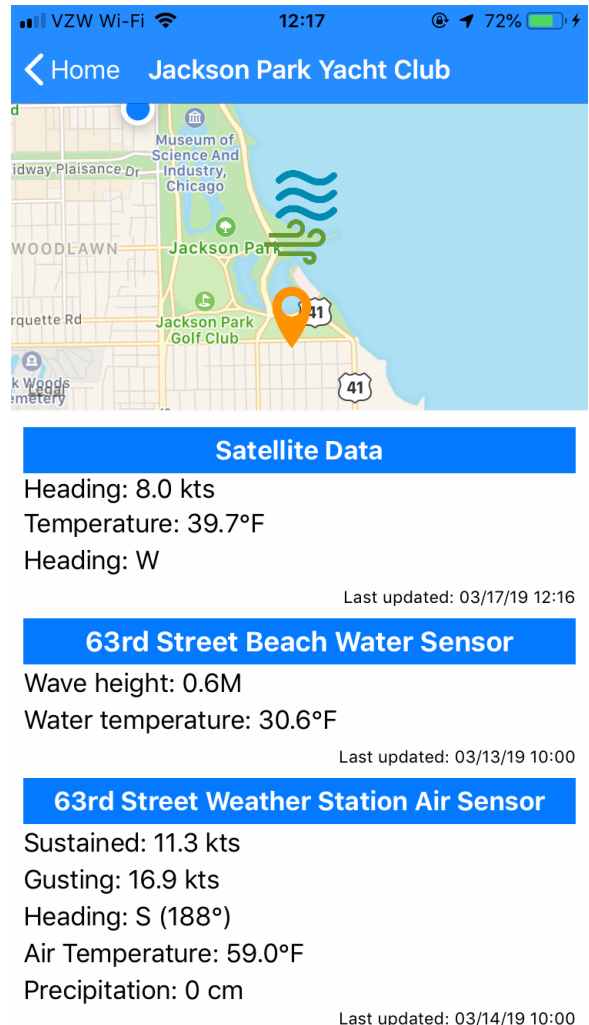 VZW Wi-Fi 12:17 72%
Home Jackson Park Yacht Club
d
Museum of
Science And
Industry,
Chicago
idway Plaisance Dr
WOODLAWN
Jackson Park
41
rquette Rd
Jackson Park
Golf Club
41
k Woods
emetery
Legal
Satellite Data
Heading: 8.0 kts
Temperature: 39.7°F
Heading: W
Last updated: 03/17/19 12:16
63rd Street Beach Water Sensor
Wave height: 0.6M
Water temperature: 30.6°F
Last updated: 03/13/19 10:00
63rd Street Weather Station Air Sensor
Sustained: 11.3 kts
Gusting: 16.9 kts
Heading: S (188°)
Air Temperature: 59.0°F
Precipitation: 0 cm
Last updated: 03/14/19 10:00